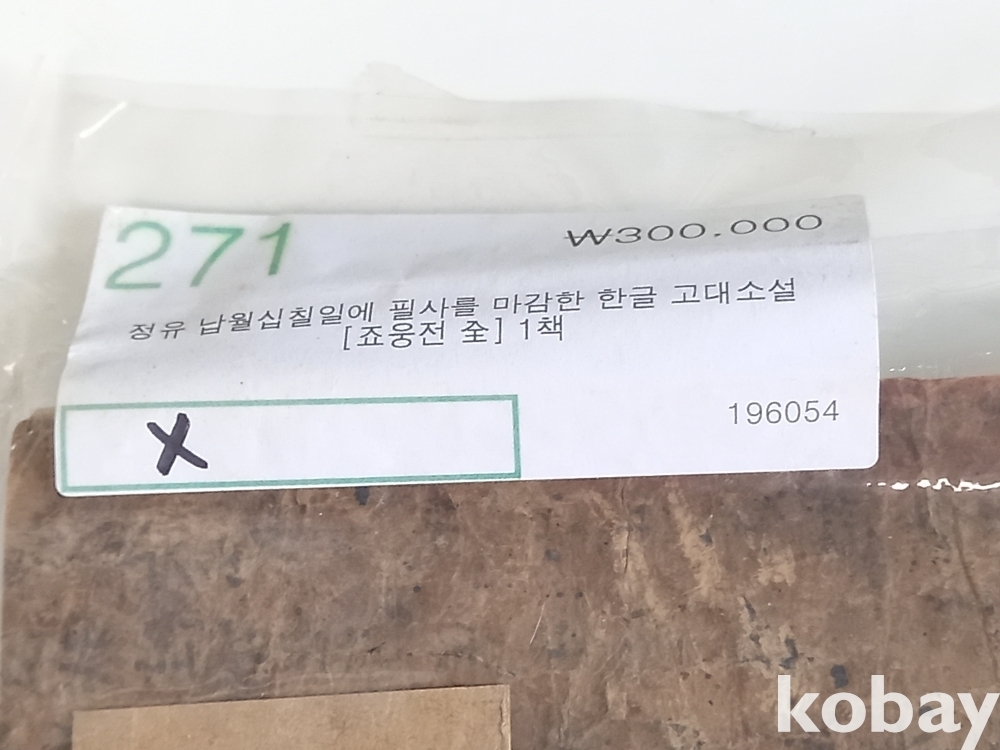 271
₩300.000
정유 납월십칠일에 필사를 마감한 한글 고대소설
[죠웅전 全] 1책
X
196054
kobay